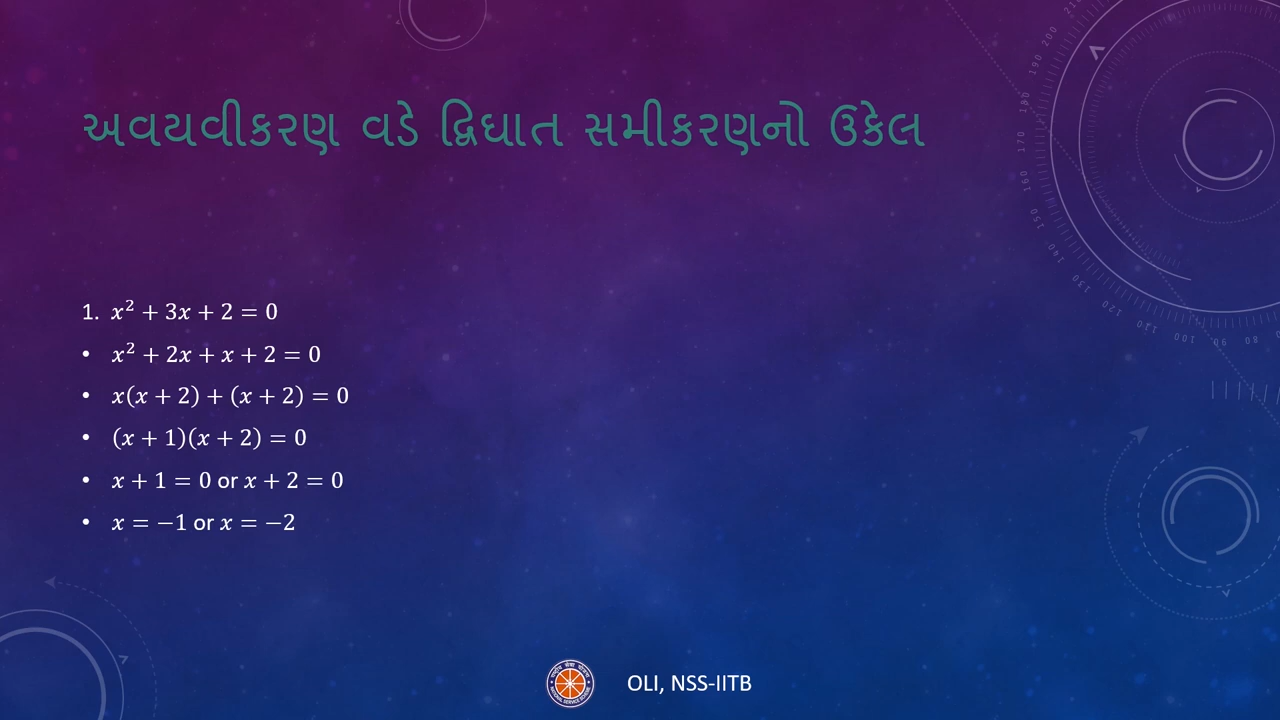 અવયવીકરણ વડે દ્વિઘાત સમીકરણનો ઉકેલ
1. x² + 3x + 2 = 0
• x² + 2x + x + 2 = 0
• x(x + 2) + (x + 2) = 0
• (x + 1)(x + 2) = 0
• x + 1 = 0 or x + 2 = 0
• x = −1 or x = −2
OLI, NSS-IITB